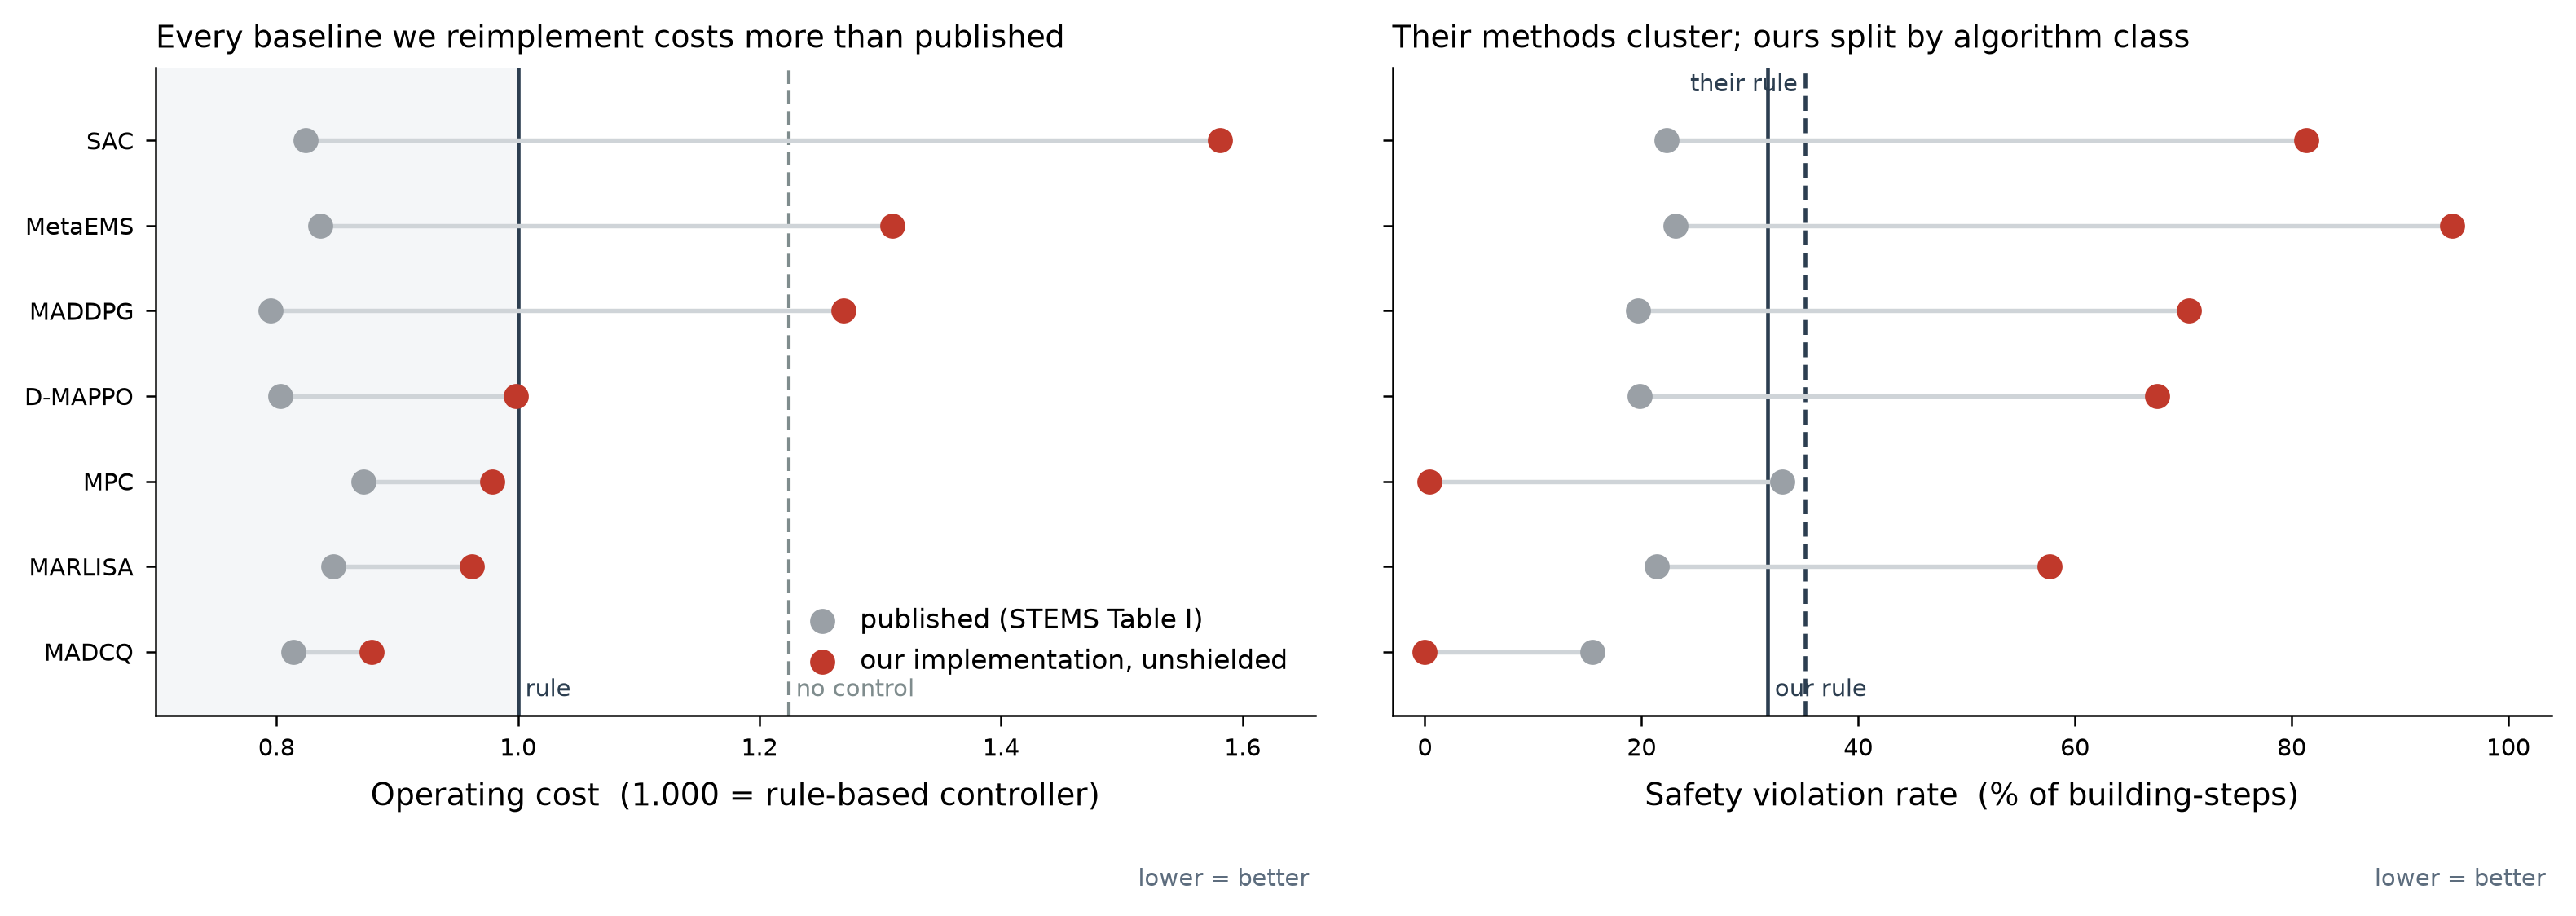 Every baseline we reimplement costs more than published
SAC
MetaEMS
MADDPG
D-MAPPO
MPC
MARLISA
MADCQ
published (STEMS Table I)
our implementation, unshielded
rule
no control
0.8 1.0 1.2 1.4 1.6
Operating cost (1.000 = rule-based controller)
lower = better
Their methods cluster; ours split by algorithm class
their rule
our rule
0 20 40 60 80 100
Safety violation rate (% of building-steps)
lower = better